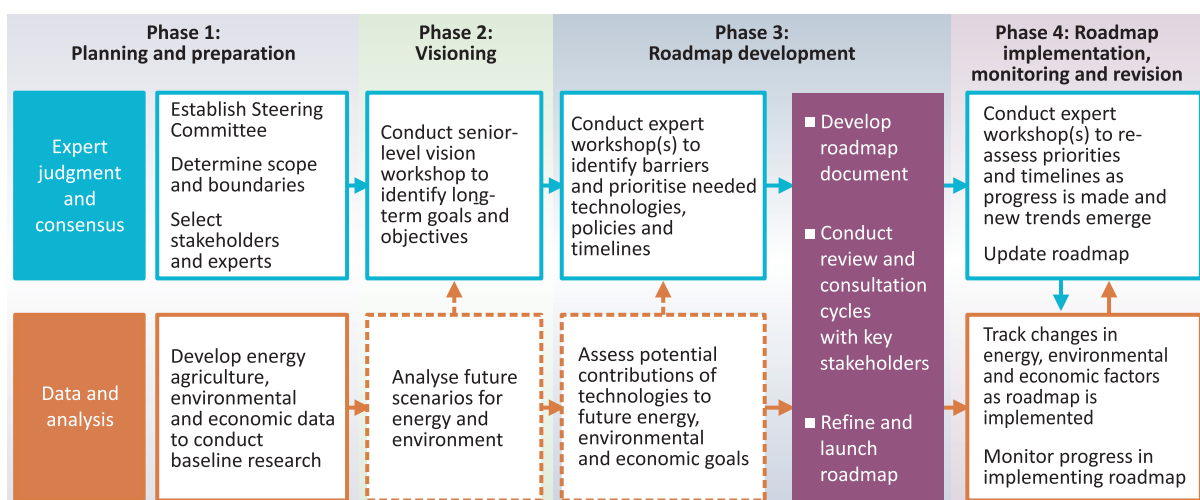 Phase 1:
Planning and preparation
Phase 2:
Visioning
Phase 3:
Roadmap development
Phase 4: Roadmap
implementation,
monitoring and revision
Expert
judgment
and
consensus
Establish Steering
Committee
Determine scope
and boundaries
Select
stakeholders
and experts
Conduct senior-
level vision
workshop to
identify long-
term goals and
objectives
Conduct expert
workshop(s) to
identify barriers
and prioritise needed
technologies,
policies and
timelines
Develop
roadmap
document
Conduct
review and
consultation
cycles
with key
stakeholders
Refine and
launch
roadmap
Conduct expert
workshop(s) to re-
assess priorities
and timelines as
progress is made and
new trends emerge
Update roadmap
Data and
analysis
Develop energy
agriculture,
environmental
and economic data
to conduct
baseline research
Analyse future
scenarios for
energy and
environment
Assess potential
contributions of
technologies to
future energy,
environmental
and economic goals
Track changes in
energy, environmental
and economic factors
as roadmap is
implemented
Monitor progress in
implementing roadmap